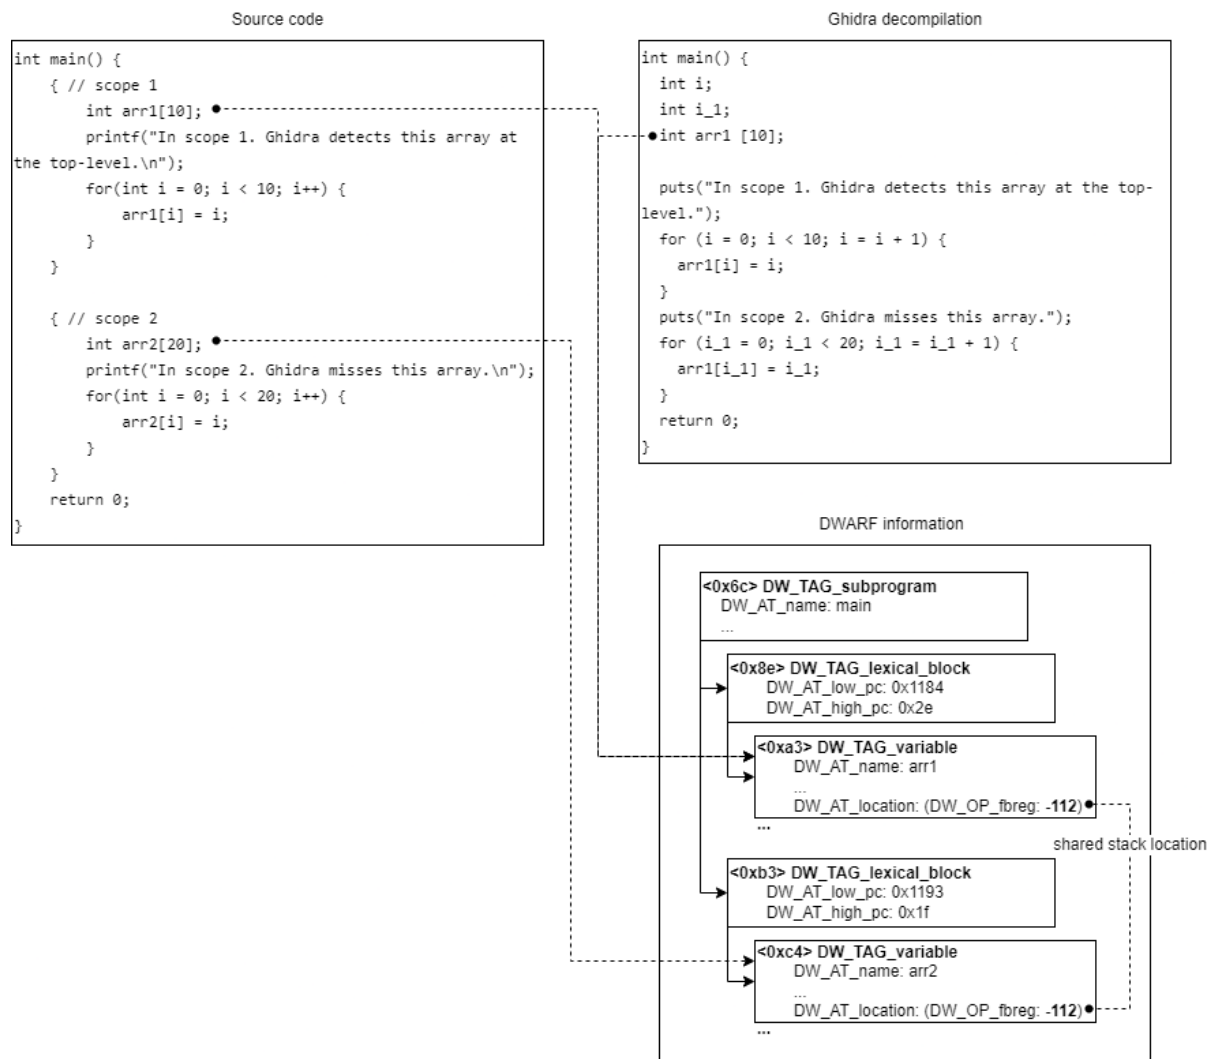 Source code
int main() {
{ // scope 1
int arr1[10];
printf("In scope 1. Ghidra detects this array at
the top-level.\n");
for(int i = 0; i < 10; i++) {
arr1[i] = i;
}
}
{ // scope 2
int arr2[20];
printf("In scope 2. Ghidra misses this array.\n");
for(int i = 0; i < 20; i++) {
arr2[i] = i;
}
}
return 0;
}
Ghidra decompilation
int main() {
int i;
int i_1;
int arr1 [10];
puts("In scope 1. Ghidra detects this array at the top-
level.");
for (i = 0; i < 10; i = i + 1) {
arr1[i] = i;
}
puts("In scope 2. Ghidra misses this array.");
for (i_1 = 0; i_1 < 20; i_1 = i_1 + 1) {
arr1[i_1] = i_1;
}
return 0;
}
DWARF information
<0x6c> DW_TAG_subprogram
DW_AT_name: main
...
<0x8e> DW_TAG_lexical_block
DW_AT_low_pc: 0x1184
DW_AT_high_pc: 0x2e
<0xa3> DW_TAG_variable
DW_AT_name: arr1
...
DW_AT_location: (DW_OP_fbreg: -112)
...
shared stack location
<0xb3> DW_TAG_lexical_block
DW_AT_low_pc: 0x1193
DW_AT_high_pc: 0x1f
<0xc4> DW_TAG_variable
DW_AT_name: arr2
...
DW_AT_location: (DW_OP_fbreg: -112)
...